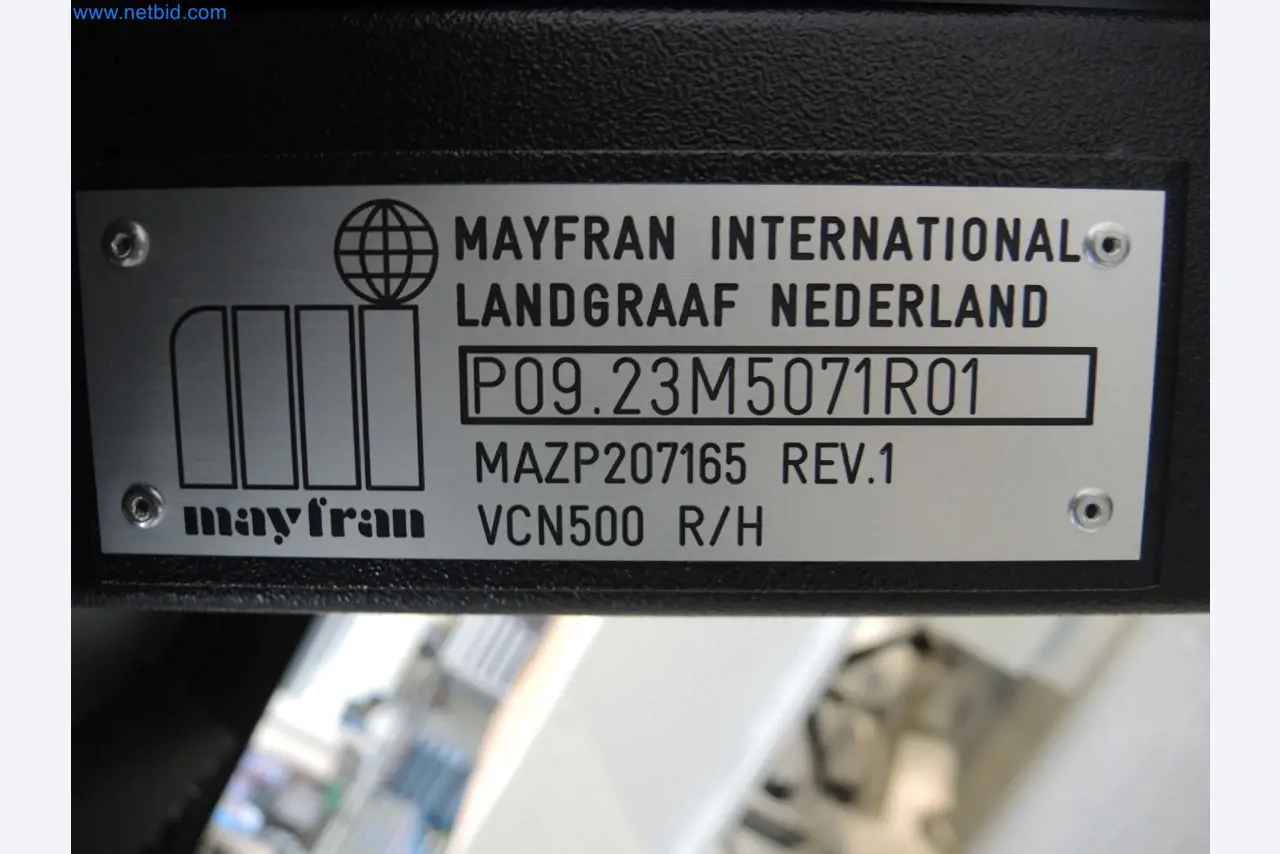 www.netbid.com
MAYFRAN INTERNATIONAL
LANDGRAAF NEDERLAND
P09.23M5071R01
MAZP207165 REV.1
VCN500 R/H
mayfran